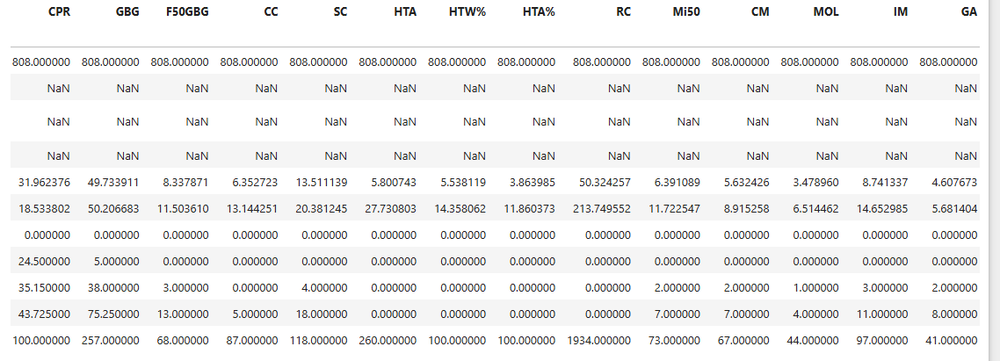 CPR GBG F50GBG CC SC HTA HTW% HTA% RC Mi50 CM MOL IM GA
808.000000 808.000000 808.000000 808.000000 808.000000 808.000000 808.000000 808.000000 808.000000 808.000000 808.000000 808.000000 808.000000 808.000000
NaN NaN NaN NaN NaN NaN NaN NaN NaN NaN NaN NaN NaN NaN
NaN NaN NaN NaN NaN NaN NaN NaN NaN NaN NaN NaN NaN NaN
NaN NaN NaN NaN NaN NaN NaN NaN NaN NaN NaN NaN NaN NaN
31.962376 49.733911 8.337871 6.352723 13.511139 5.800743 5.538119 3.863985 50.324257 6.391089 5.632426 3.478960 8.741337 4.607673
18.533802 50.206683 11.503610 13.144251 20.381245 27.730803 14.358062 11.860373 213.749552 11.722547 8.915258 6.514462 14.652985 5.681404
0.000000 0.000000 0.000000 0.000000 0.000000 0.000000 0.000000 0.000000 0.000000 0.000000 0.000000 0.000000 0.000000 0.000000
24.500000 5.000000 0.000000 0.000000 0.000000 0.000000 0.000000 0.000000 0.000000 0.000000 0.000000 0.000000 0.000000 0.000000
35.150000 38.000000 3.000000 0.000000 4.000000 0.000000 0.000000 0.000000 0.000000 2.000000 2.000000 1.000000 3.000000 2.000000
43.725000 75.250000 13.000000 5.000000 18.000000 0.000000 0.000000 0.000000 0.000000 7.000000 7.000000 4.000000 11.000000 8.000000
100.000000 257.000000 68.000000 87.000000 118.000000 260.000000 100.000000 100.000000 1934.000000 73.000000 67.000000 44.000000 97.000000 41.000000